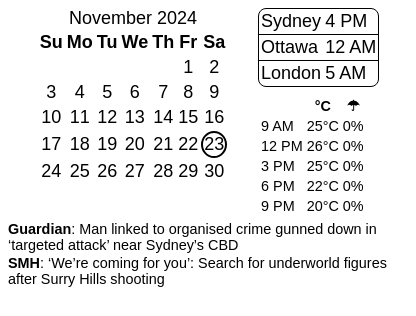 November 2024
Su Mo Tu We Th Fr Sa
1 2
3 4 5 6 7 8 9
10 11 12 13 14 15 16
17 18 19 20 21 22 23
24 25 26 27 28 29 30
Sydney 4 PM
Ottawa 12 AM
London 5 AM
°C ☂
9 AM 25°C 0%
12 PM 26°C 0%
3 PM 25°C 0%
6 PM 22°C 0%
9 PM 20°C 0%
Guardian: Man linked to organised crime gunned down in
‘targeted attack’ near Sydney’s CBD
SMH: ‘We’re coming for you’: Search for underworld figures
after Surry Hills shooting